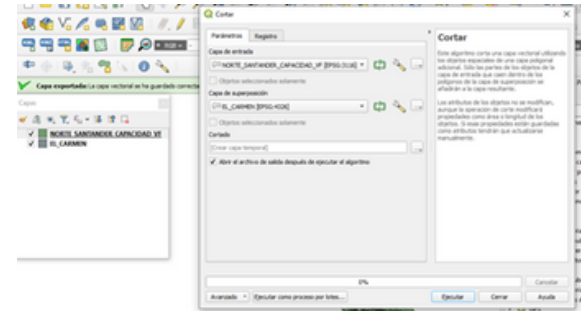 Cortar
Parámetros Registro
Capa de entrada
NORTE_SANTANDER_CAPACIDAD_VF [EPSG:3116]
Objetos seleccionados solamente
Capa de superposición
EL_CARMEN [EPSG:4326]
Objetos seleccionados solamente
Cortado
[Crear capa temporal]
Abrir el archivo de salida después de ejecutar el algoritmo
Cortar
Este algoritmo corta una capa vectorial utilizando
los objetos espaciales de una capa poligonal
adicional. Sólo las partes de los objetos de la
capa de entrada que caen dentro de los
polígonos de la capa de superposición se
añadirán a la capa resultante.
Los atributos de los objetos no se modifican,
aunque la operación de corte modificará
propiedades como área o longitud de los
objetos. Si esas propiedades están guardadas
como atributos tendrán que actualizarse
manualmente.
Capa exportada: La capa vectorial se ha guardado correcta
Capas
NORTE_SANTANDER_CAPACIDAD_VF
EL_CARMEN
0%
Cancelar
Avanzado Ejecutar como proceso por lotes...
Ejecutar Cerrar Ayuda